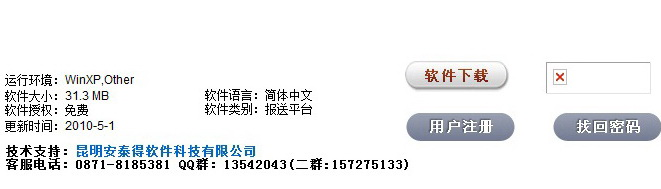 运行环境：WinXP,Other
软件大小：31.3 MB
软件语言：简体中文
软件授权：免费
软件类别：报送平台
更新时间：2010-5-1
软件下载
用户注册
找回密码
技术支持：昆明安泰得软件科技有限公司
客服电话：0871-8185381 QQ群：13542043(二群:157275133)